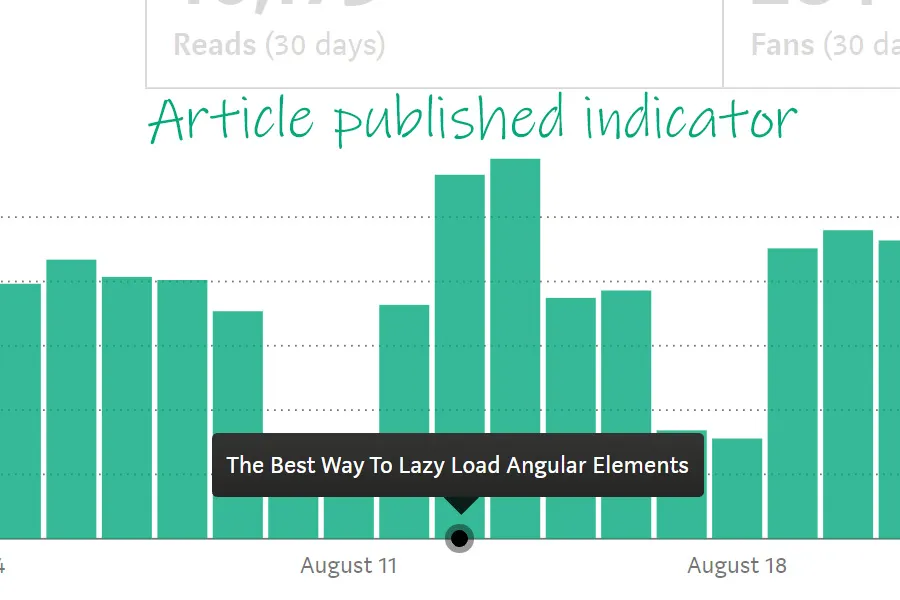 Reads (30 days)
Fans (30 da
Article published indicator
The Best Way To Lazy Load Angular Elements
4
August 11
August 18